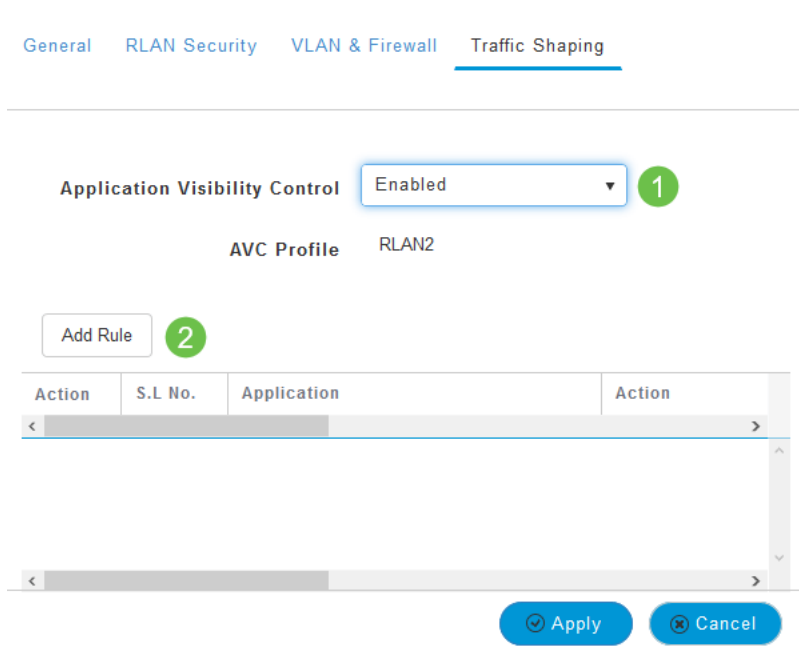 General RLAN Security VLAN & Firewall Traffic Shaping
Application Visibility Control Enabled 1
AVC Profile RLAN2
Add Rule 2
Action S.L No. Application Action
Apply Cancel